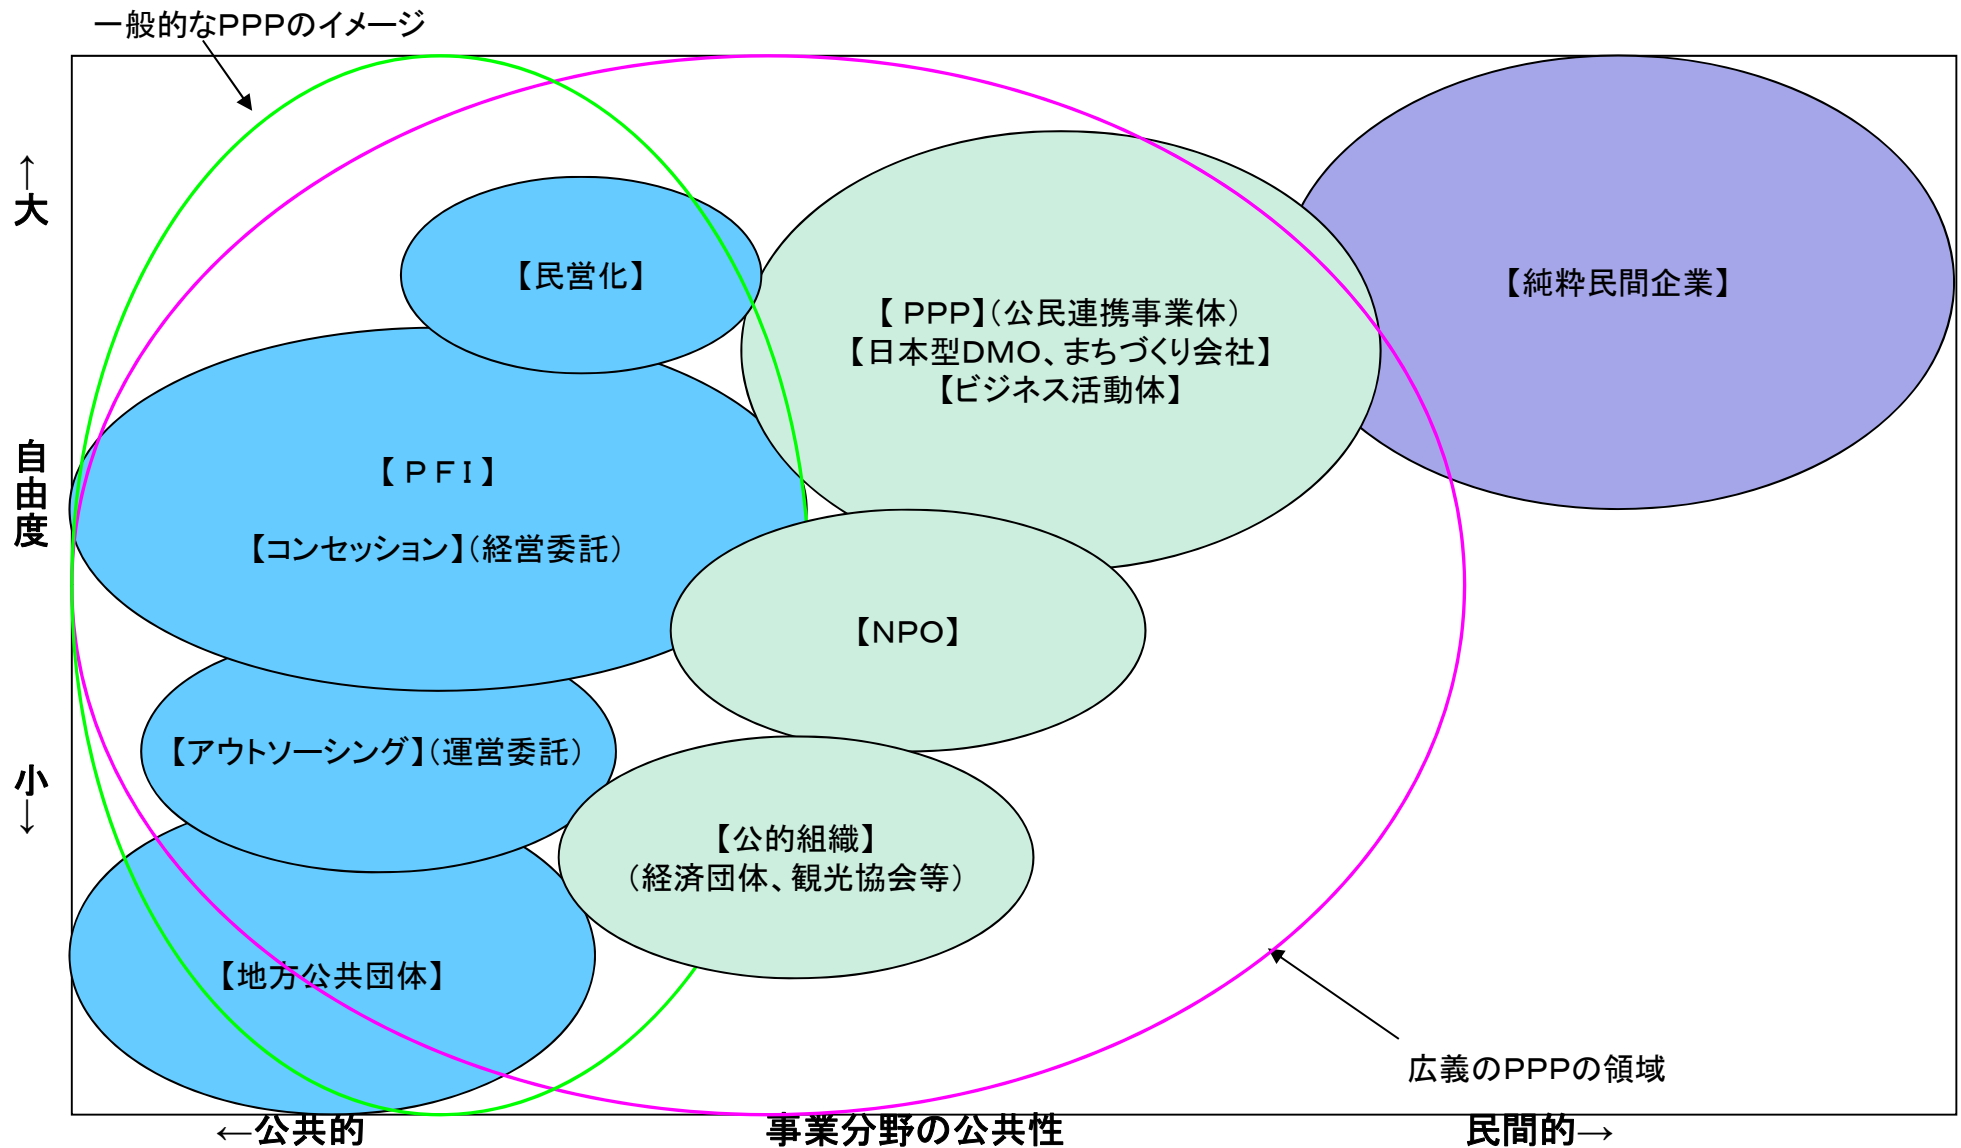 一般的なPPPのイメージ
↑大
自由度
小↓
【民営化】
【 PPP】（公民連携事業体）
【日本型DMO、まちづくり会社】
【ビジネス活動体】
【純粋民間企業】
【 PFI】
【コンセッション】（経営委託）
【NPO】
【アウトソーシング】（運営委託）
【公的組織】
（経済団体、観光協会等）
【地方公共団体】
広義のPPPの領域
←公共的
事業分野の公共性
民間的→